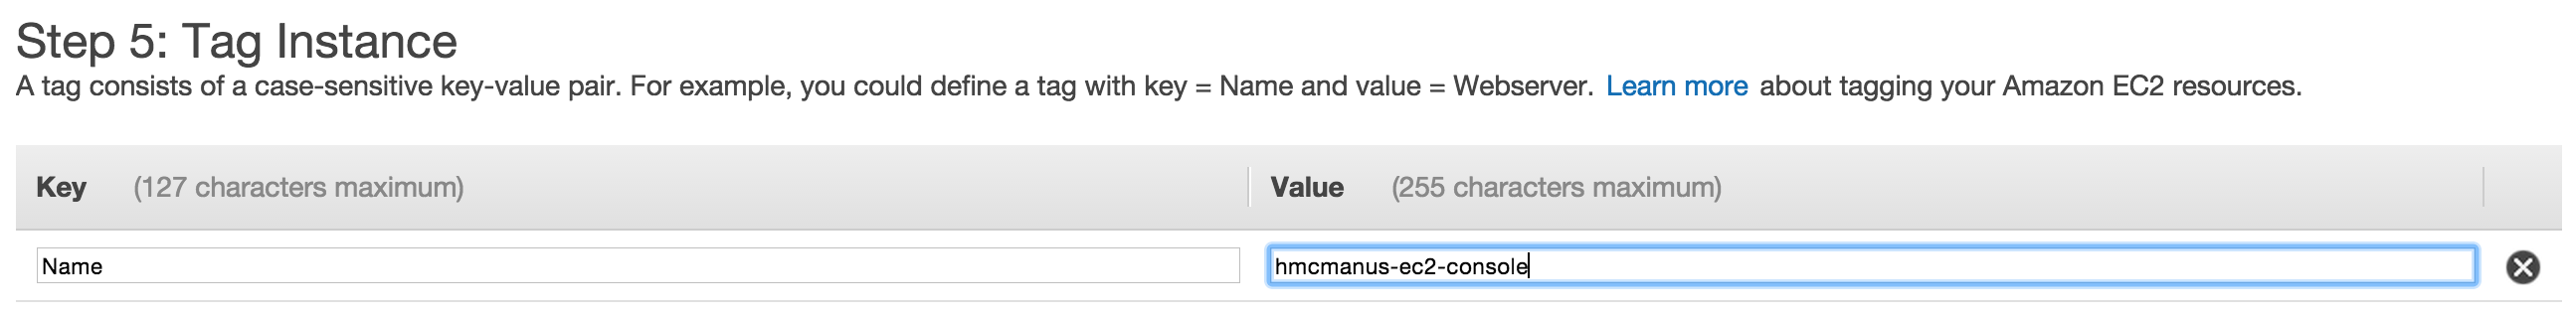 Step 5: Tag Instance
A tag consists of a case-sensitive key-value pair. For example, you could define a tag with key = Name and value = Webserver. Learn more about tagging your Amazon EC2 resources.
Key (127 characters maximum) Value (255 characters maximum)
Name hmcmanus-ec2-console